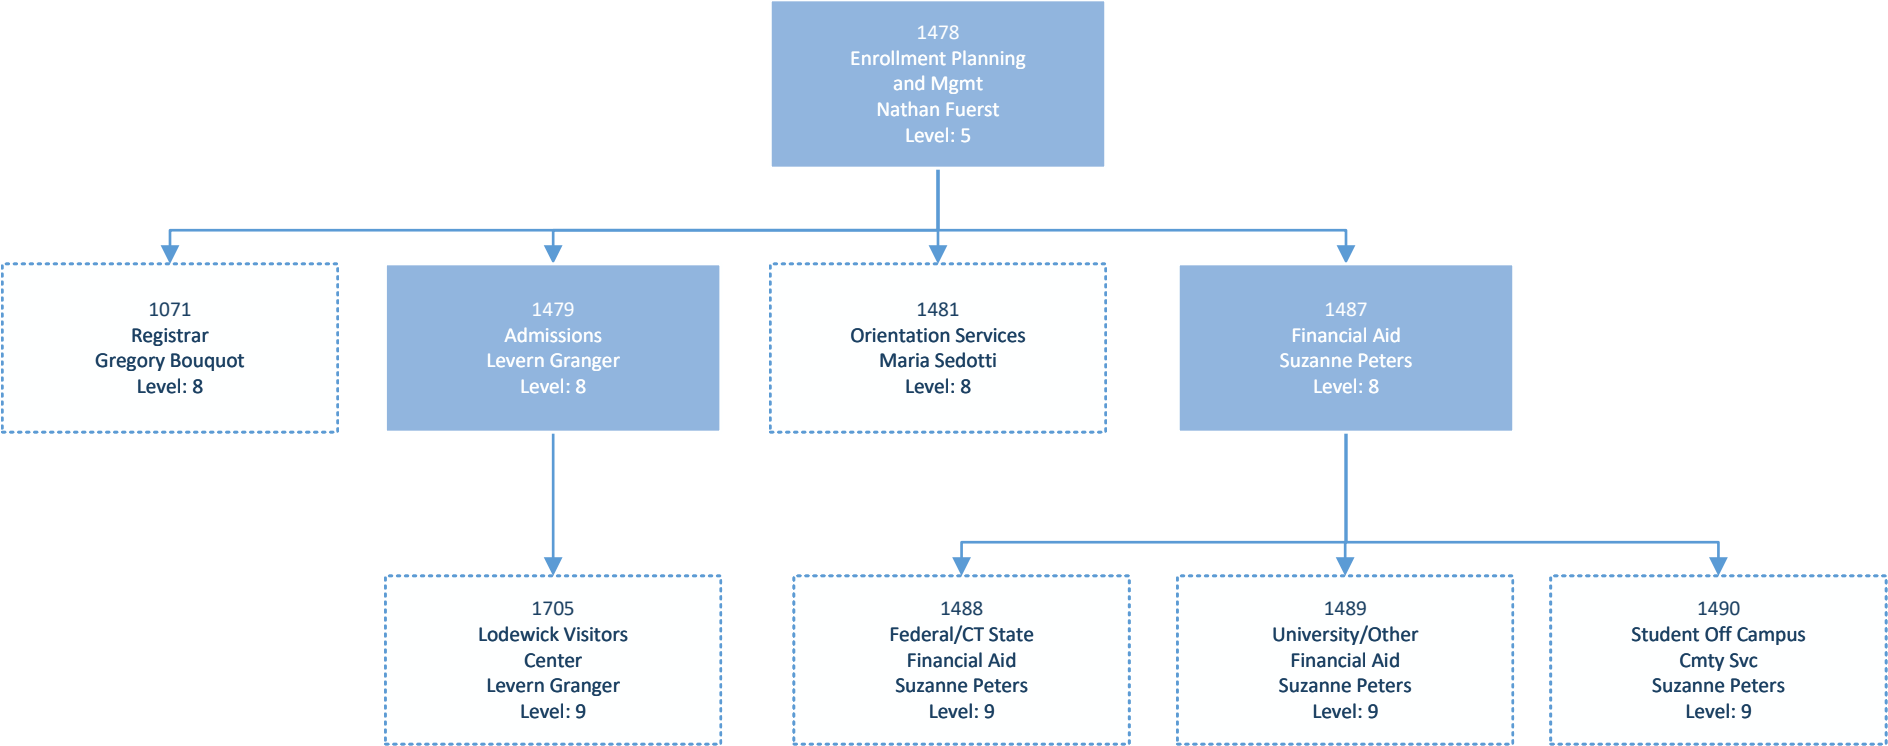 1478
Enrollment Planning
and Mgmt
Nathan Fuerst
Level: 5
1071
Registrar
Gregory Bouquot
Level: 8
1479
Admissions
Levern Granger
Level: 8
1481
Orientation Services
Maria Sedotti
Level: 8
1487
Financial Aid
Suzanne Peters
Level: 8
1705
Lodewick Visitors
Center
Levern Granger
Level: 9
1488
Federal/CT State
Financial Aid
Suzanne Peters
Level: 9
1489
University/Other
Financial Aid
Suzanne Peters
Level: 9
1490
Student Off Campus
Cmty Svc
Suzanne Peters
Level: 9